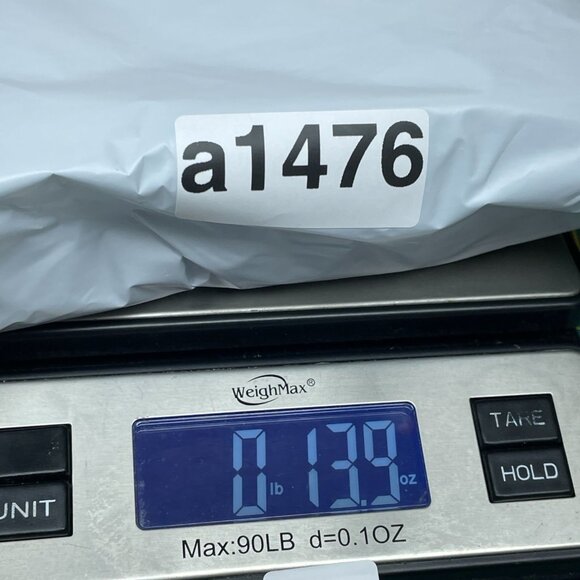 a1476
WeighMax®
TARE
HOLD
UNIT
0 lb 13.9 oz
Max:90LB d=0.1OZ